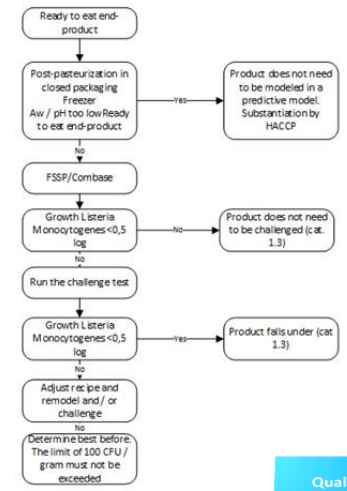 Ready to eat end-
product
Post-pasteurization in
closed packaging
Freezer
Aw / pH too lowReady
to eat end-product
Yes
Product does not need
to be modeled in a
predictive model.
Substantiation by
HACCP
No
FSSP/Combase
No
Growth Listeria
Monocytogenes<0,5
log
No
Product does not need
to be challenged (cat.
1.3)
No
Run the challenge test
Growth Listeria
Monocytogenes<0,5
log
Yes
Product falls under (cat
1.3)
No
Adjust recipe and
remodel and / or
challenge
No
Determine best before.
The limit of 100 CFU /
gram must not be
exceeded
Qual